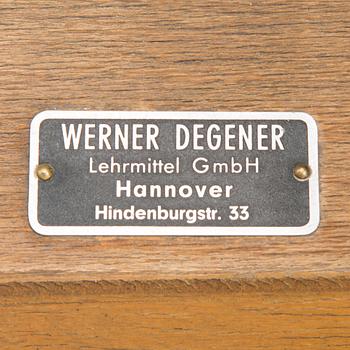 WERNER DEGENER
Lehrmittel GmbH
Hannover
Hindenburgstr. 33